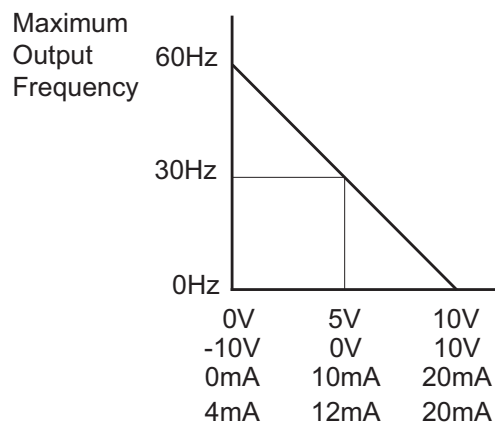 Maximum
Output
Frequency
60Hz
30Hz
0Hz
0V 5V 10V
-10V 0V 10V
0mA 10mA 20mA
4mA 12mA 20mA